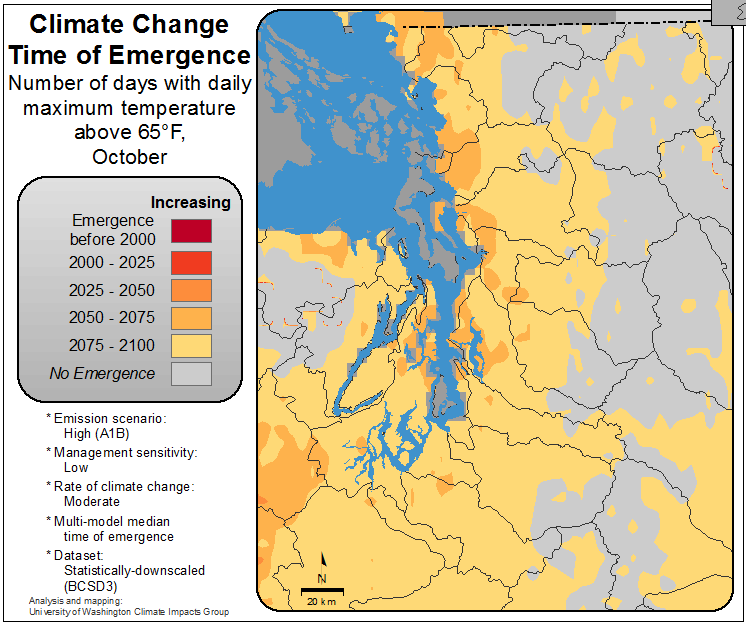 Climate Change
Time of Emergence
Number of days with daily
maximum temperature
above 65°F,
October
Increasing
Emergence
before 2000
2000 - 2025
2025 - 2050
2050 - 2075
2075 - 2100
No Emergence
* Emission scenario:
High (A1B)
* Management sensitivity:
Low
* Rate of climate change:
Moderate
* Multi-model median
time of emergence
* Dataset:
Statistically-downscaled
(BCSD3)
Analysis and mapping:
University of Washington Climate Impacts Group
N
20 km